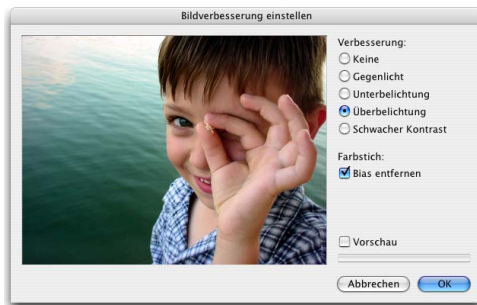 Bildverbesserung einstellen
Verbesserung:
Keine
Gegenlicht
Unterbelichtung
Überbelichtung
Schwacher Kontrast
Farbstich:
Bias entfernen
Vorschau
Abbrechen OK